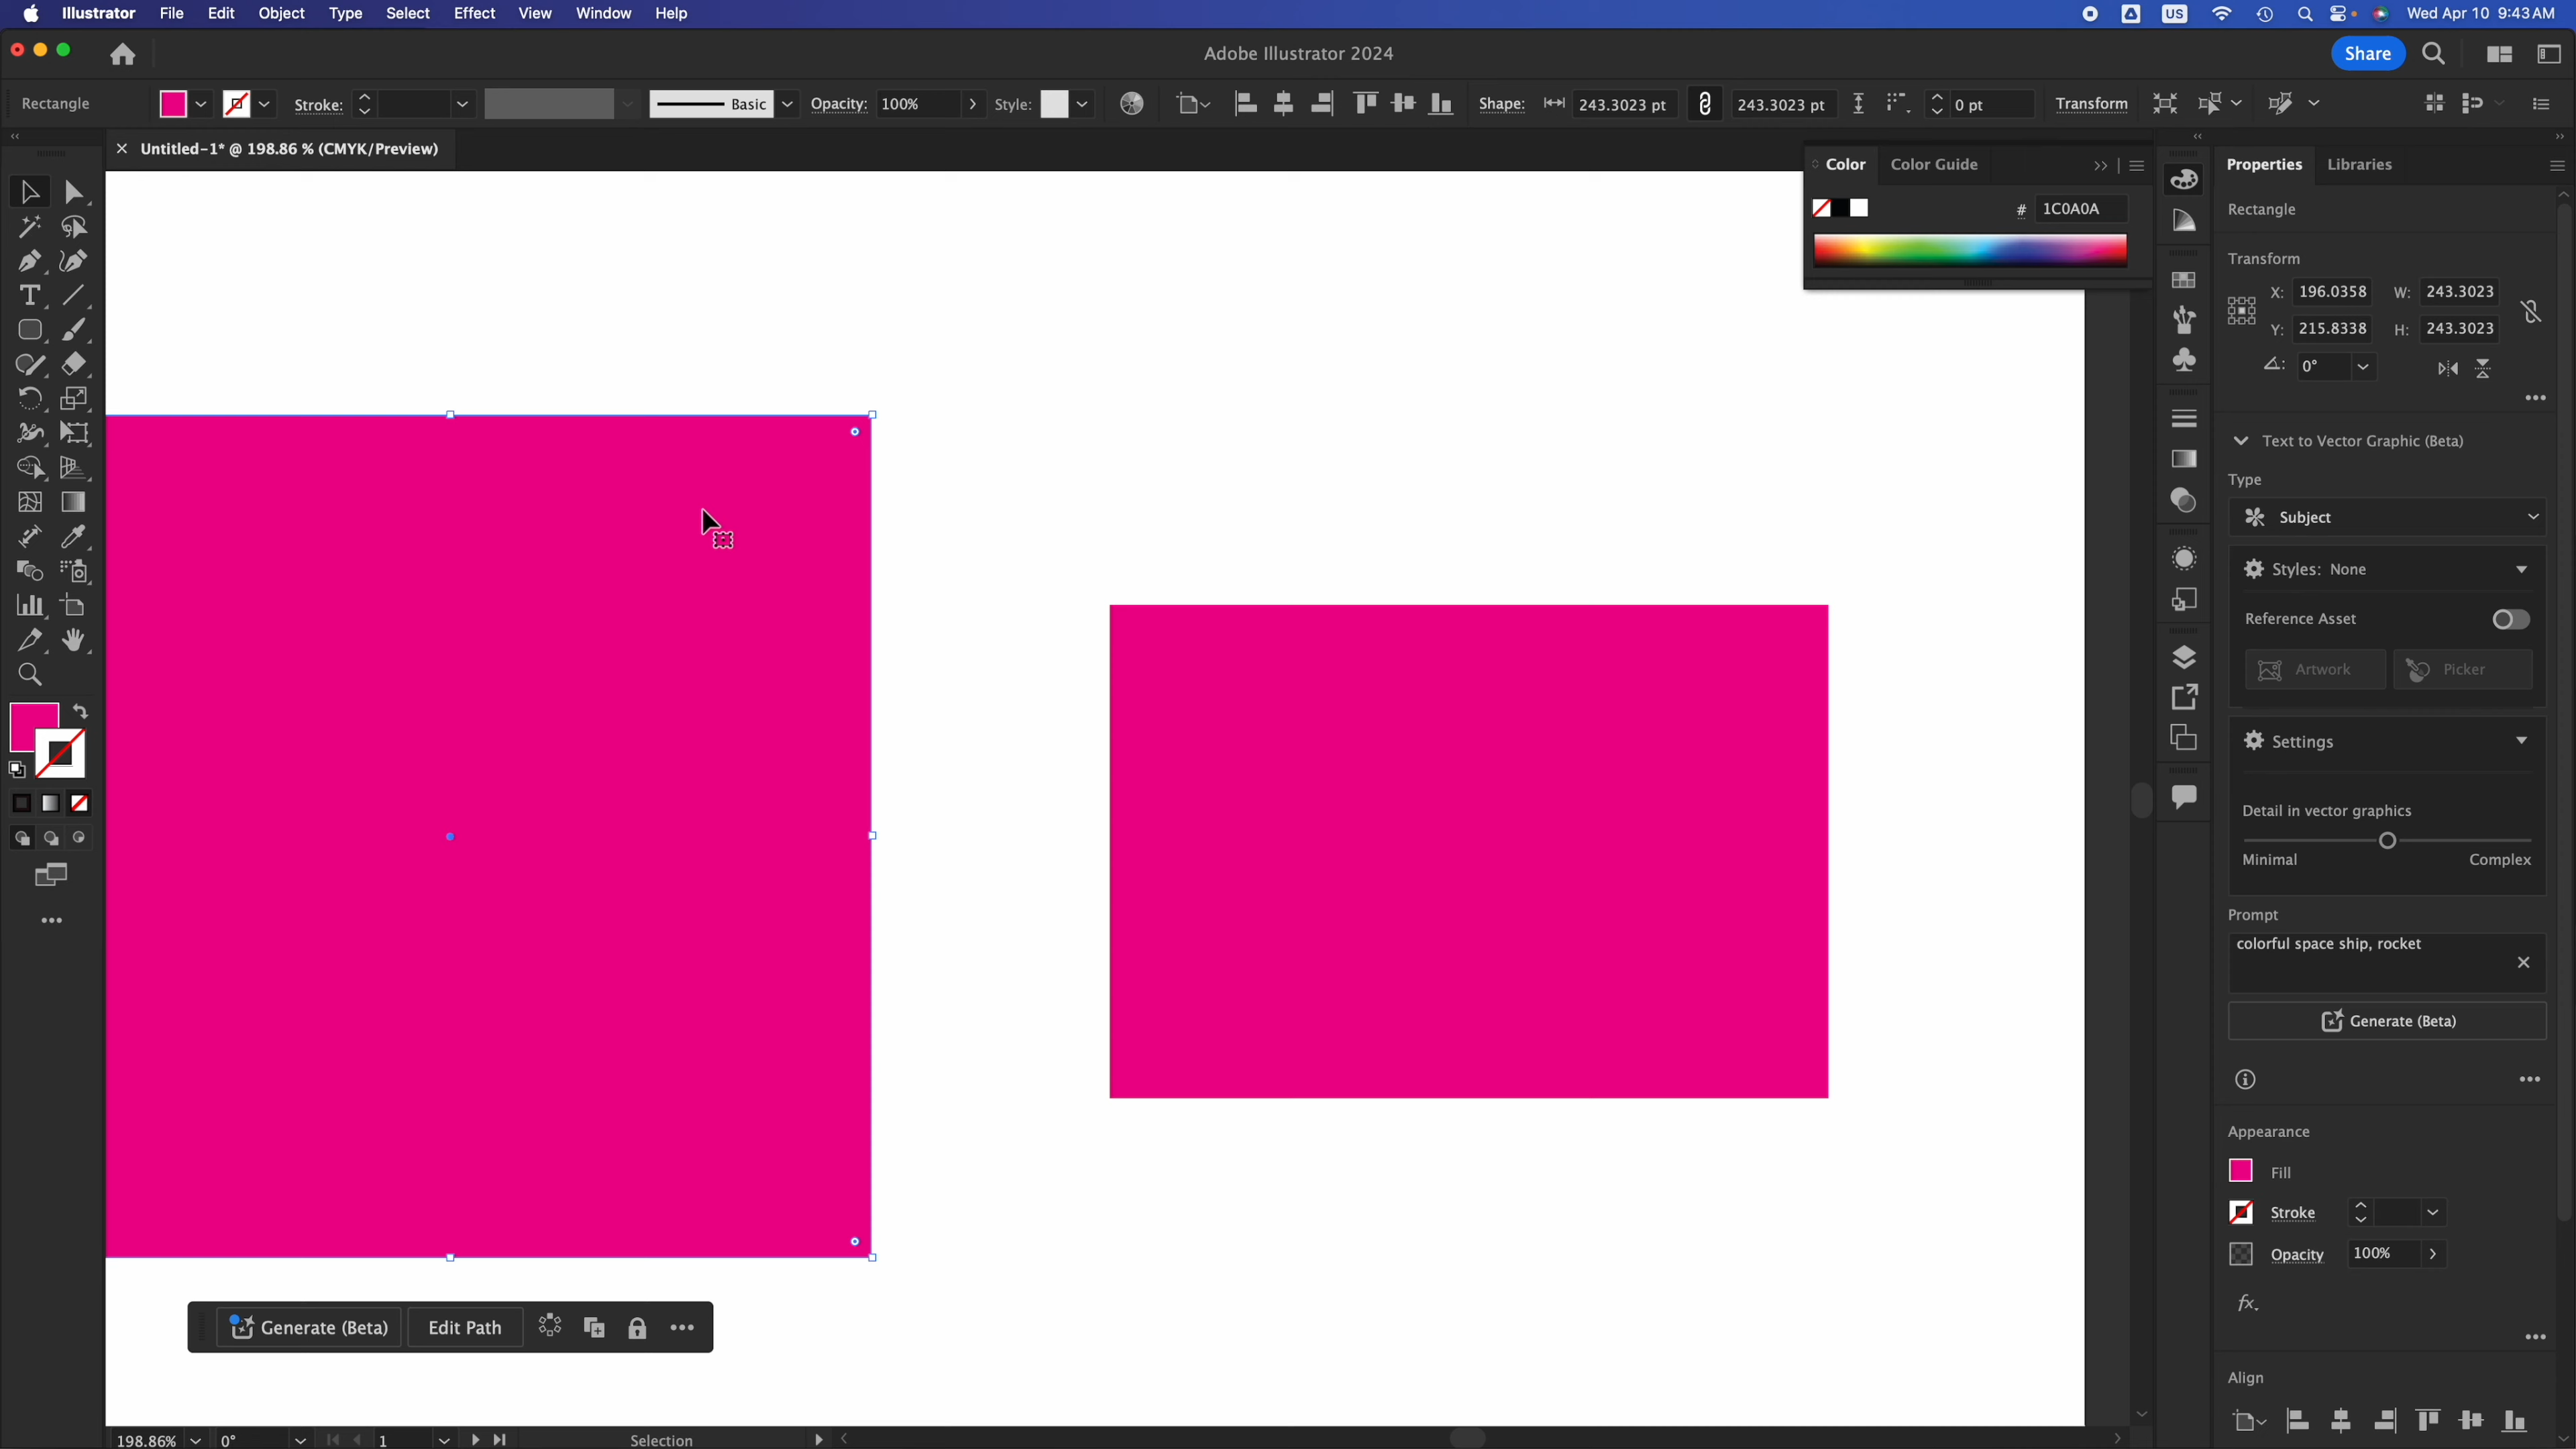 Illustrator File Edit Object Type Select Effect View Window Help US Wed Apr 10 9:43 AM
Adobe Illustrator 2024
Share
Rectangle Stroke: Basic Opacity: 100% Style: Shape: 243.3023 pt 243.3023 pt 0 pt Transform
Untitled-1* @ 198.86 % (CMYK/Preview)
Color Color Guide
# 1C0A0A
Properties Libraries
Rectangle
Transform
X: 196.0358 W: 243.3023
Y: 215.8338 H: 243.3023
0°
Text to Vector Graphic (Beta)
Type
Subject
Styles: None
Reference Asset
Artwork Picker
Settings
Detail in vector graphics
Minimal Complex
Prompt
colorful space ship, rocket
Generate (Beta)
Appearance
Fill
Stroke
Opacity 100%
fx.
Align
Generate (Beta) Edit Path
198.86% 0° 1 Selection